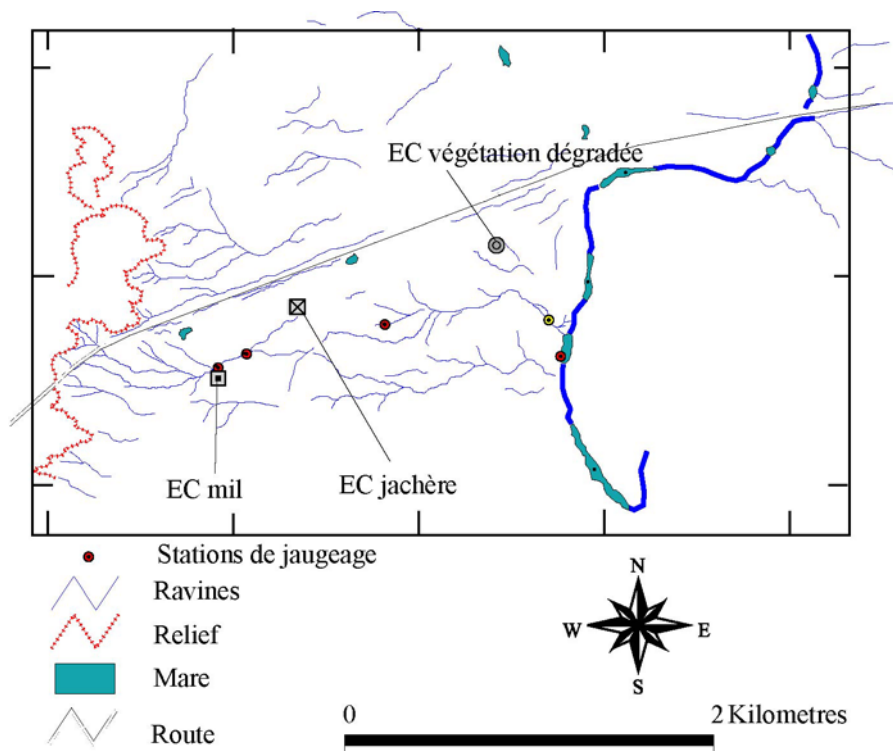 EC végétation dégradée
EC mil
EC jachère
Stations de jaugeage
Ravines
Relief
Mare
Route
N
W
E
S
0
2 Kilometres